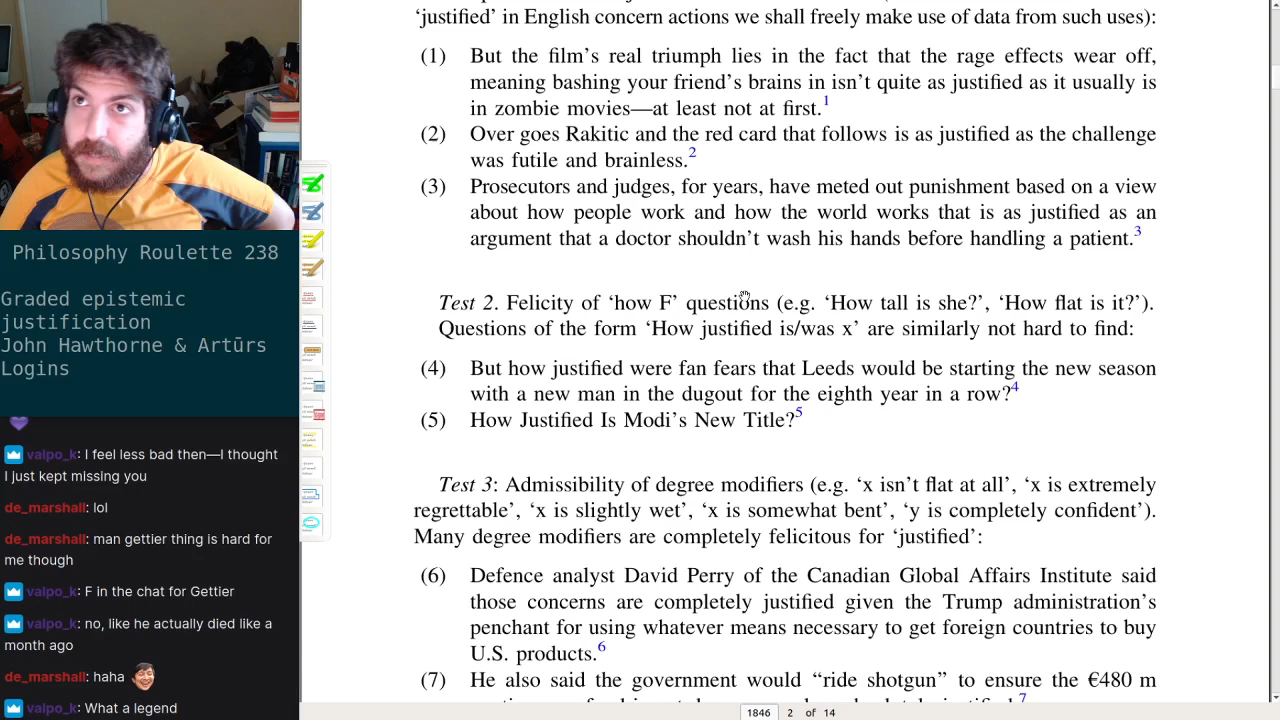 Philosophy Roulette 238
Graded epistemic
justification
John Hawthorne & Artūrs
Logins
valpo_k: I feel less bad then—I thought
I just kept missing you
de_marshall: lol
de_marshall: man gettier thing is hard for
me though
valpo_k: F in the chat for Gettier
valpo_k: no, like he actually died like a
month ago
de_marshall: haha
valpo_k: What a legend
'justified' in English concern actions we shall freely make use of data from such uses):
(1) But the film's real triumph lies in the fact that the rage effects wear off,
meaning bashing your friend's brains in isn't quite as justified as it usually is
in zombie movies—at least not at first.1
(2) Over goes Rakitic and the red card that follows is as justified as the challenge
was futile and brainless.2
(3) Prosecutors and judges, for years, have meted out punishment based on a view
about how people work and how the world works that is as justified as an
argument that a doctor shouldn't wash his hands before handling a patient.3
Test 2: Felicity of 'how x' questions (e.g. 'How tall is she?' 'How flat is it?').
Questions of the form 'How justified is/was x' are similarly not hard to find:
(4) But how justified were fan fears that Leeds would be starting the new season
with a new man in the dugout for the eighth year in a row?4
(5) How Justified Is Modi's New Smile?5
Test 3: Admissibility of degree modifiers (e.g. 'x isn't flat at all', 'x is extremely
regrettable', 'x is slightly wet', 'x is somewhat bent', 'y is completely confident').
Many degree modifiers are completely felicitous for 'justified':
(6) Defence analyst David Perry of the Canadian Global Affairs Institute said
those concerns are completely justified given the Trump administration's
penchant for using whatever means necessary to get foreign countries to buy
U.S. products.6
(7) He also said the government would "ride shotgun" to ensure the €480 m
1846 2 of 14